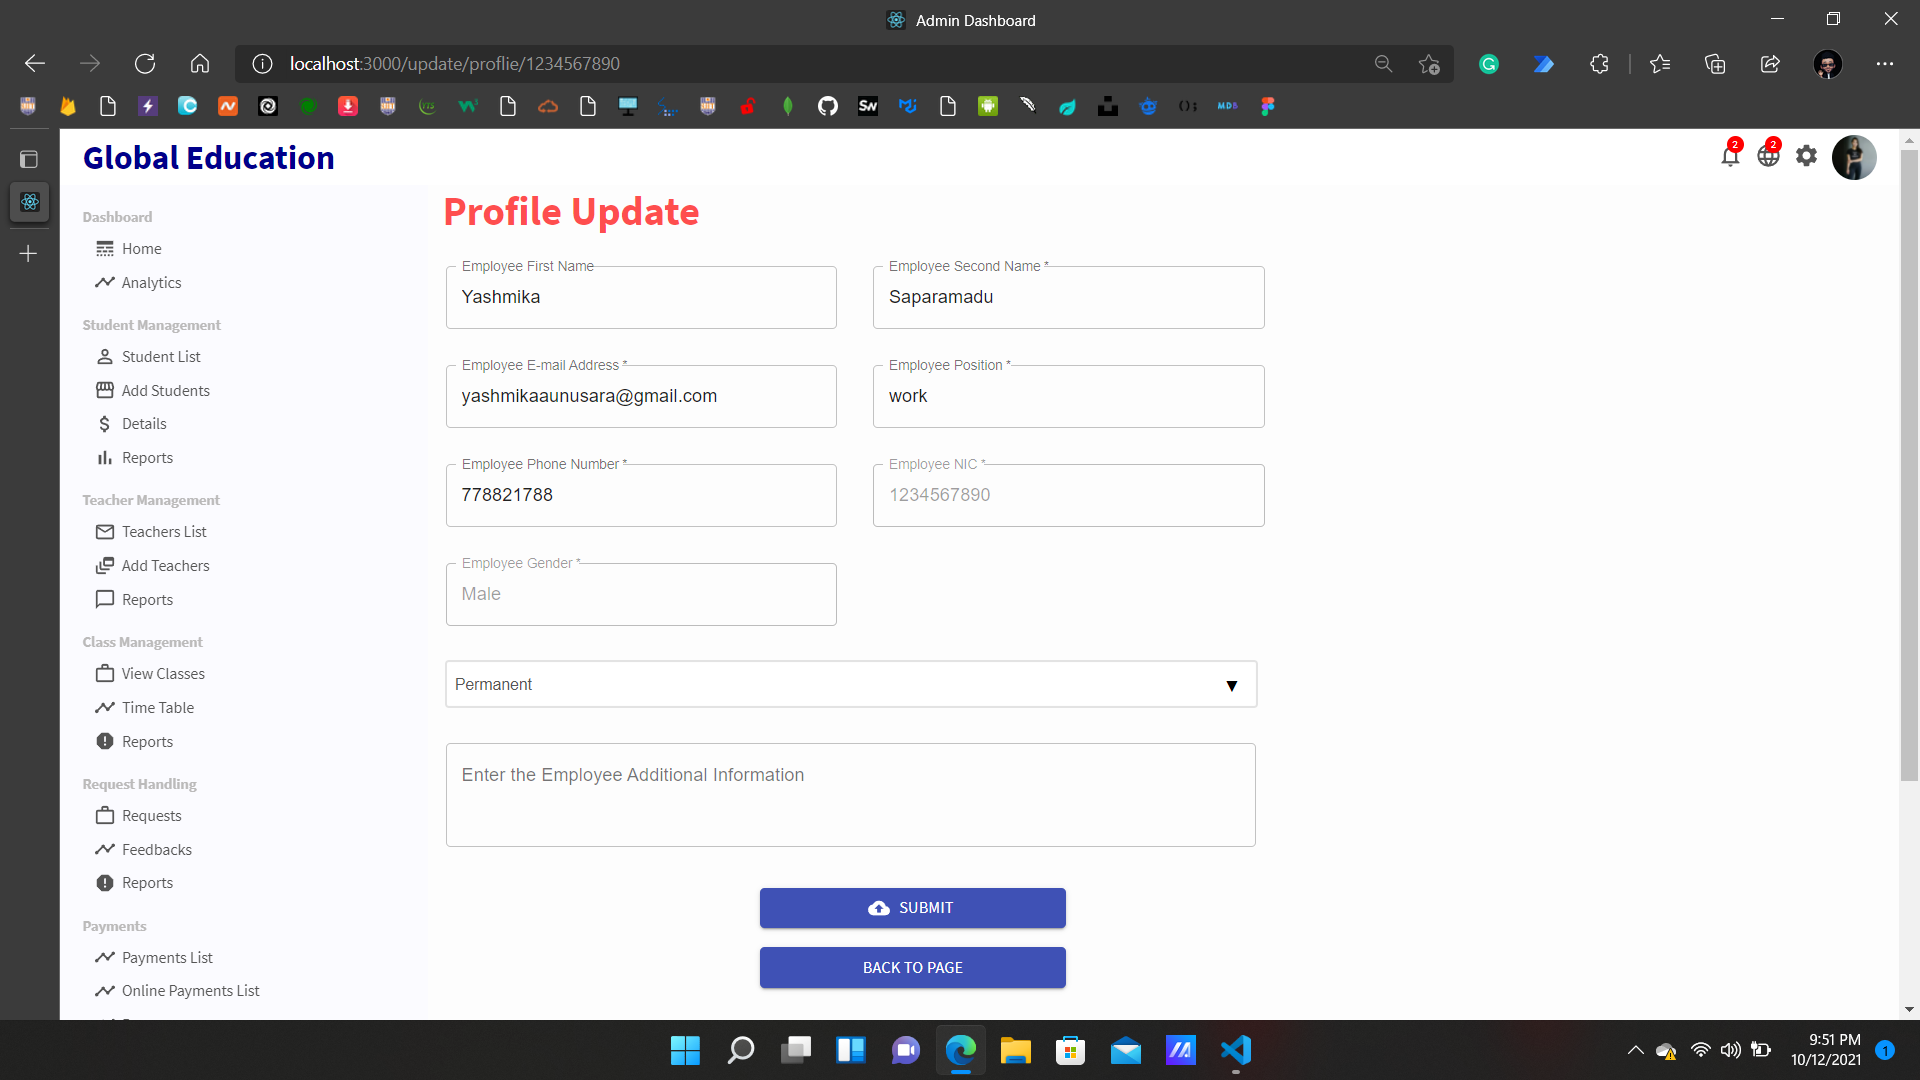 Admin Dashboard
localhost:3000/update/proflie/1234567890
Global Education
2
2
Dashboard
Home
Analytics
Student Management
Student List
Add Students
Details
Reports
Teacher Management
Teachers List
Add Teachers
Reports
Class Management
View Classes
Time Table
Reports
Request Handling
Requests
Feedbacks
Reports
Payments
Payments List
Online Payments List
Profile Update
Employee First Name
Yashmika
Employee Second Name *
Saparamadu
Employee E-mail Address *
yashmikaaunusara@gmail.com
Employee Position *
work
Employee Phone Number *
778821788
Employee NIC *
1234567890
Employee Gender *
Male
Permanent
Enter the Employee Additional Information
SUBMIT
BACK TO PAGE
9:51 PM
10/12/2021
1